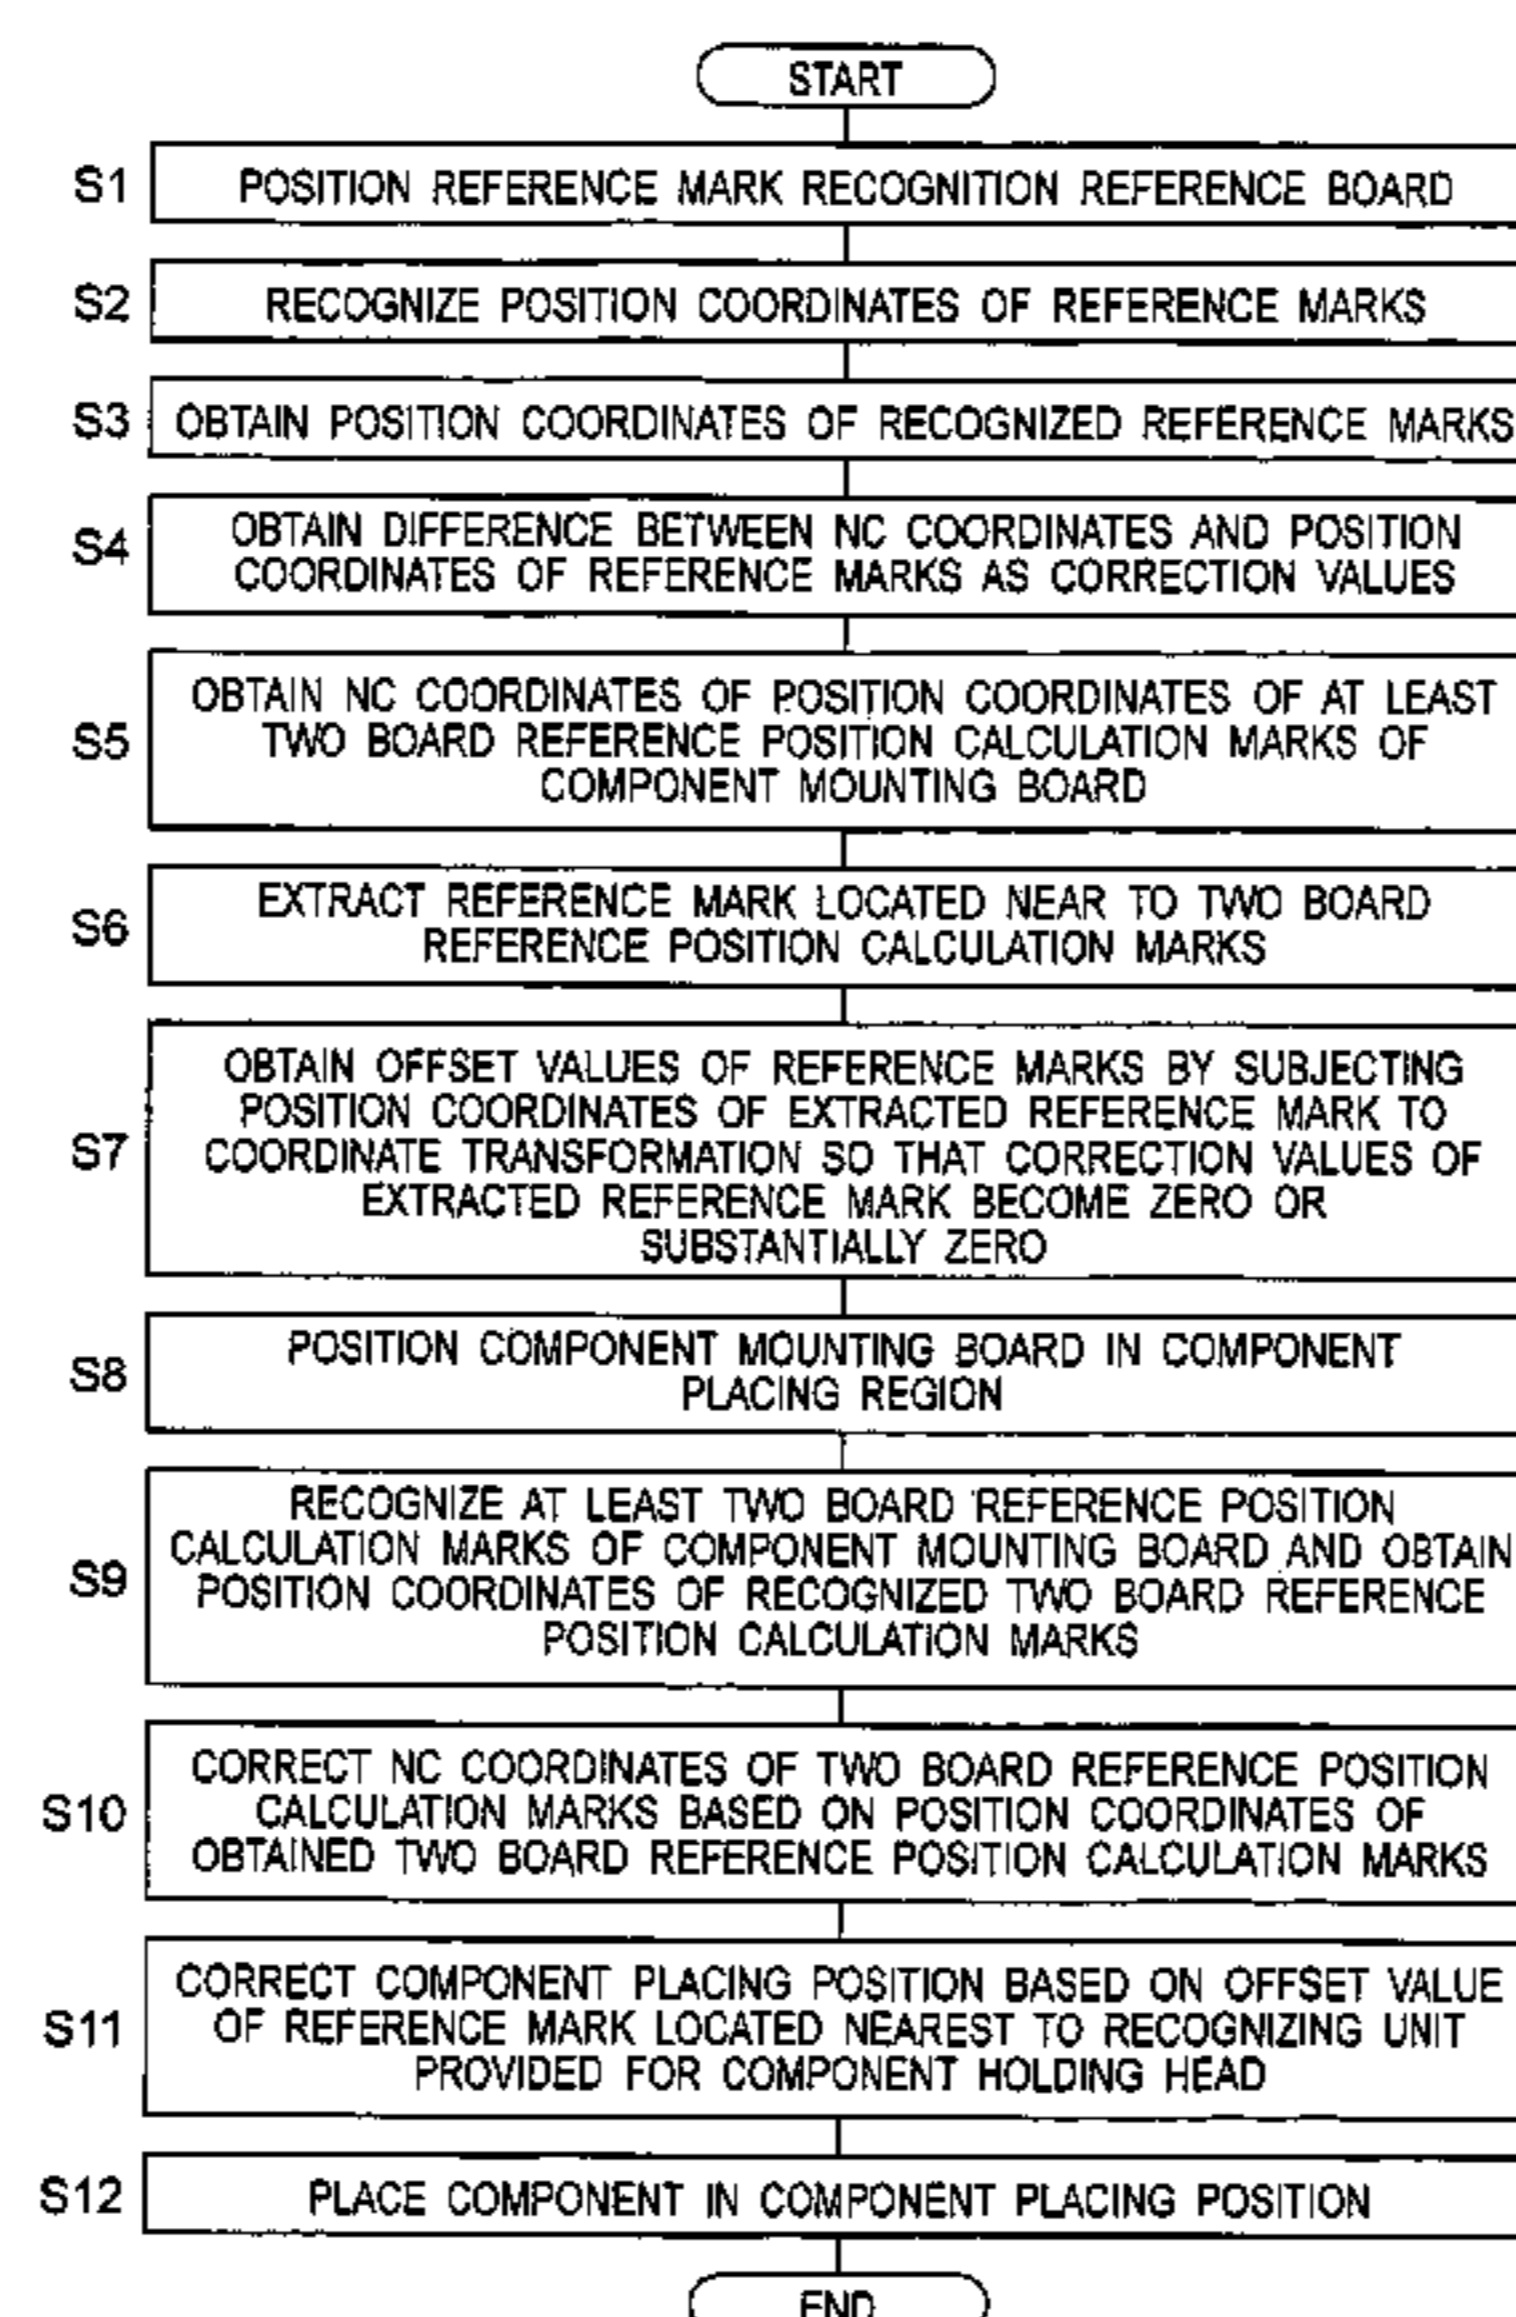 START
S1 POSITION REFERENCE MARK RECOGNITION REFERENCE BOARD
S2 RECOGNIZE POSITION COORDINATES OF REFERENCE MARKS
S3 OBTAIN POSITION COORDINATES OF RECOGNIZED REFERENCE MARKS
S4 OBTAIN DIFFERENCE BETWEEN NC COORDINATES AND POSITION
COORDINATES OF REFERENCE MARKS AS CORRECTION VALUES
S5 OBTAIN NC COORDINATES OF POSITION COORDINATES OF AT LEAST
TWO BOARD REFERENCE POSITION CALCULATION MARKS OF
COMPONENT MOUNTING BOARD
S6 EXTRACT REFERENCE MARK LOCATED NEAR TO TWO BOARD
REFERENCE POSITION CALCULATION MARKS
S7 OBTAIN OFFSET VALUES OF REFERENCE MARKS BY SUBJECTING
POSITION COORDINATES OF EXTRACTED REFERENCE MARK TO
COORDINATE TRANSFORMATION SO THAT CORRECTION VALUES OF
EXTRACTED REFERENCE MARK BECOME ZERO OR
SUBSTANTIALLY ZERO
S8 POSITION COMPONENT MOUNTING BOARD IN COMPONENT
PLACING REGION
S9 RECOGNIZE AT LEAST TWO BOARD REFERENCE POSITION
CALCULATION MARKS OF COMPONENT MOUNTING BOARD AND OBTAIN
POSITION COORDINATES OF RECOGNIZED TWO BOARD REFERENCE
POSITION CALCULATION MARKS
S10 CORRECT NC COORDINATES OF TWO BOARD REFERENCE POSITION
CALCULATION MARKS BASED ON POSITION COORDINATES OF
OBTAINED TWO BOARD REFERENCE POSITION CALCULATION MARKS
S11 CORRECT COMPONENT PLACING POSITION BASED ON OFFSET VALUE
OF REFERENCE MARK LOCATED NEAREST TO RECOGNIZING UNIT
PROVIDED FOR COMPONENT HOLDING HEAD
S12 PLACE COMPONENT IN COMPONENT PLACING POSITION
END